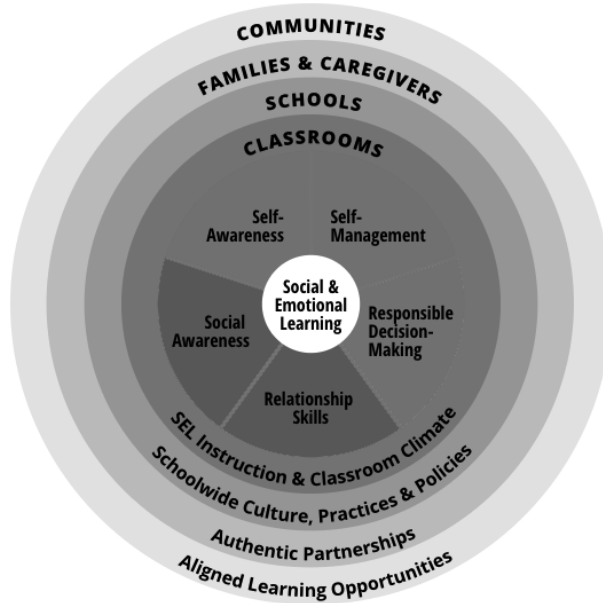 COMMUNITIES
FAMILIES & CAREGIVERS
SCHOOLS
CLASSROOMS
Self-
Awareness
Self-
Management
Social &
Emotional
Learning
Social
Awareness
Responsible
Decision-
Making
Relationship
Skills
SEL Instruction & Classroom Climate
Schoolwide Culture, Practices & Policies
Authentic Partnerships
Aligned Learning Opportunities